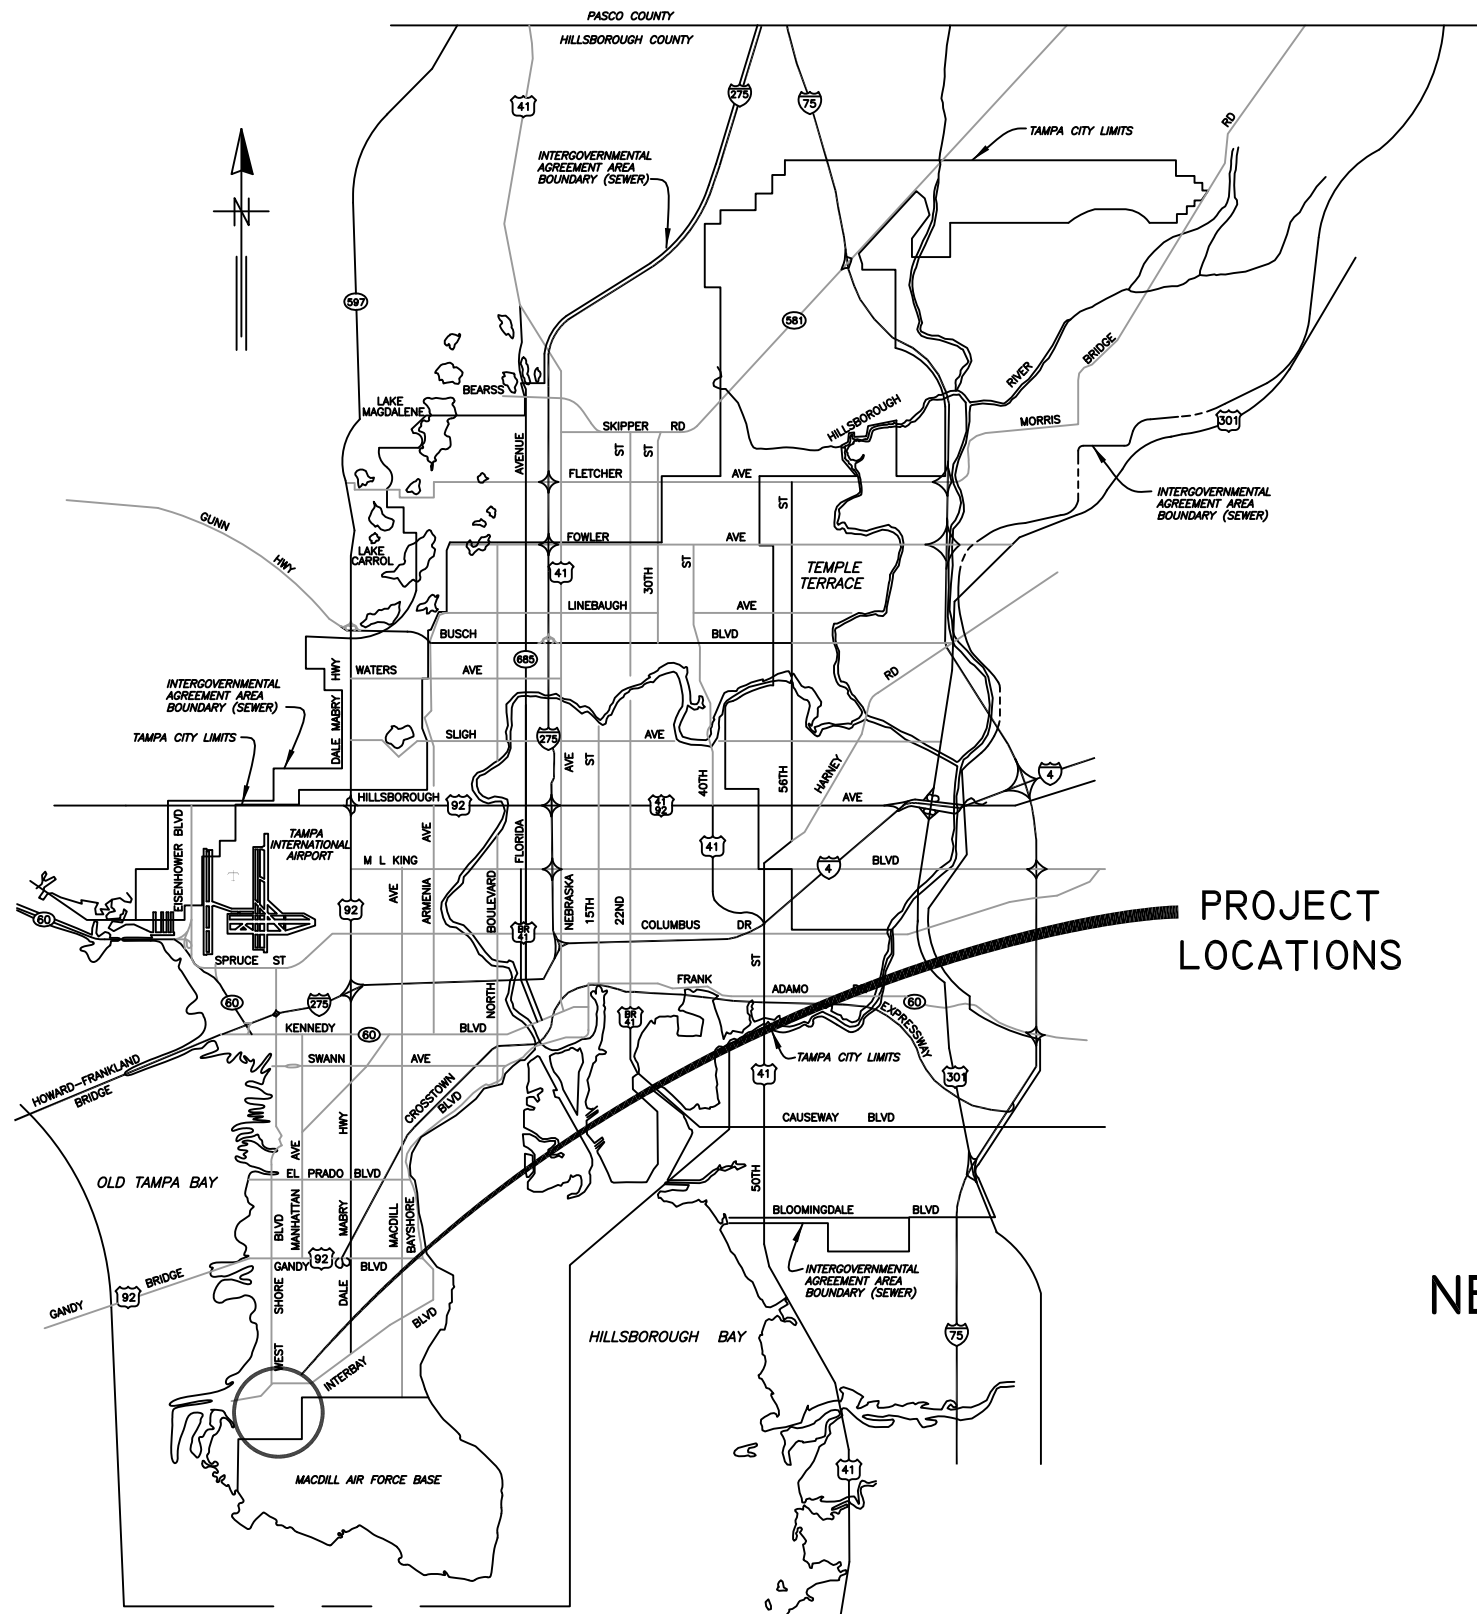 PASCO COUNTY
HILLSBOROUGH COUNTY
41
275
75
RD
TAMPA CITY LIMITS
INTERGOVERNMENTAL
AGREEMENT AREA
BOUNDARY (SEWER)
N
597
581
BRIDGE
RIVER
BEARSS
LAKE
MAGDALENE
HILLSBOROUGH
MORRIS
301
SKIPPER RD
AVENUE
ST
ST
FLETCHER AVE
ST
INTERGOVERNMENTAL
AGREEMENT AREA
BOUNDARY (SEWER)
GUNN
HWY
LAKE
CARROL
FOWLER AVE
41
30TH
ST
TEMPLE
TERRACE
LINEBAUGH AVE
BUSCH BLVD
685
WATERS AVE
HWY
RD
INTERGOVERNMENTAL
AGREEMENT AREA
BOUNDARY (SEWER)
DALE MABRY
TAMPA CITY LIMITS
SLIGH AVE
275
AVE
ST
40TH
56TH
HARNEY
4
HILLSBOROUGH
92
41
92
AVE
EISENHOWER BLVD
TAMPA
INTERNATIONAL
AIRPORT
AVE
FLORIDA
41
M L KING
4
BLVD
AVE
ARMENIA
BOULEVARD
NEBRASKA
15TH
22ND
PROJECT
LOCATIONS
60
92
BR
41
COLUMBUS DR
SPRUCE ST
ST
FRANK
ADAMO
60
275
NORTH
BR
41
60
EXPRESSWAY
KENNEDY
60
BLVD
SWANN AVE
TAMPA CITY LIMITS
HOWARD-FRANKLAND
BRIDGE
CROSSTOWN
BLVD
41
301
HWY
CAUSEWAY BLVD
AVE
EL PRADO BLVD
OLD TAMPA BAY
50TH
MANHATTAN
BLVD
MABRY
MACDILL
BAYSHORE
BLOOMINGDALE BLVD
92
GANDY BLVD
INTERGOVERNMENTAL
AGREEMENT AREA
BOUNDARY (SEWER)
GANDY
92
BRIDGE
SHORE
DALE
BLVD
HILLSBOROUGH BAY
75
NE
WEST
INTERBAY
MACDILL AIR FORCE BASE
41